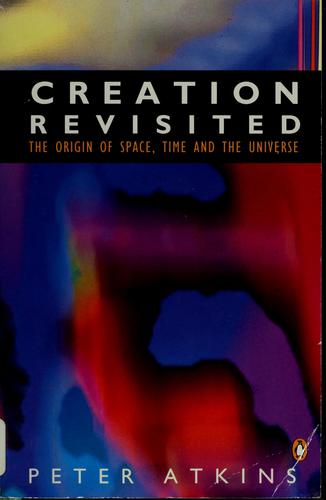 CREATION
REVISITED
THE ORIGIN OF SPACE, TIME AND THE UNIVERSE
PETER ATKINS